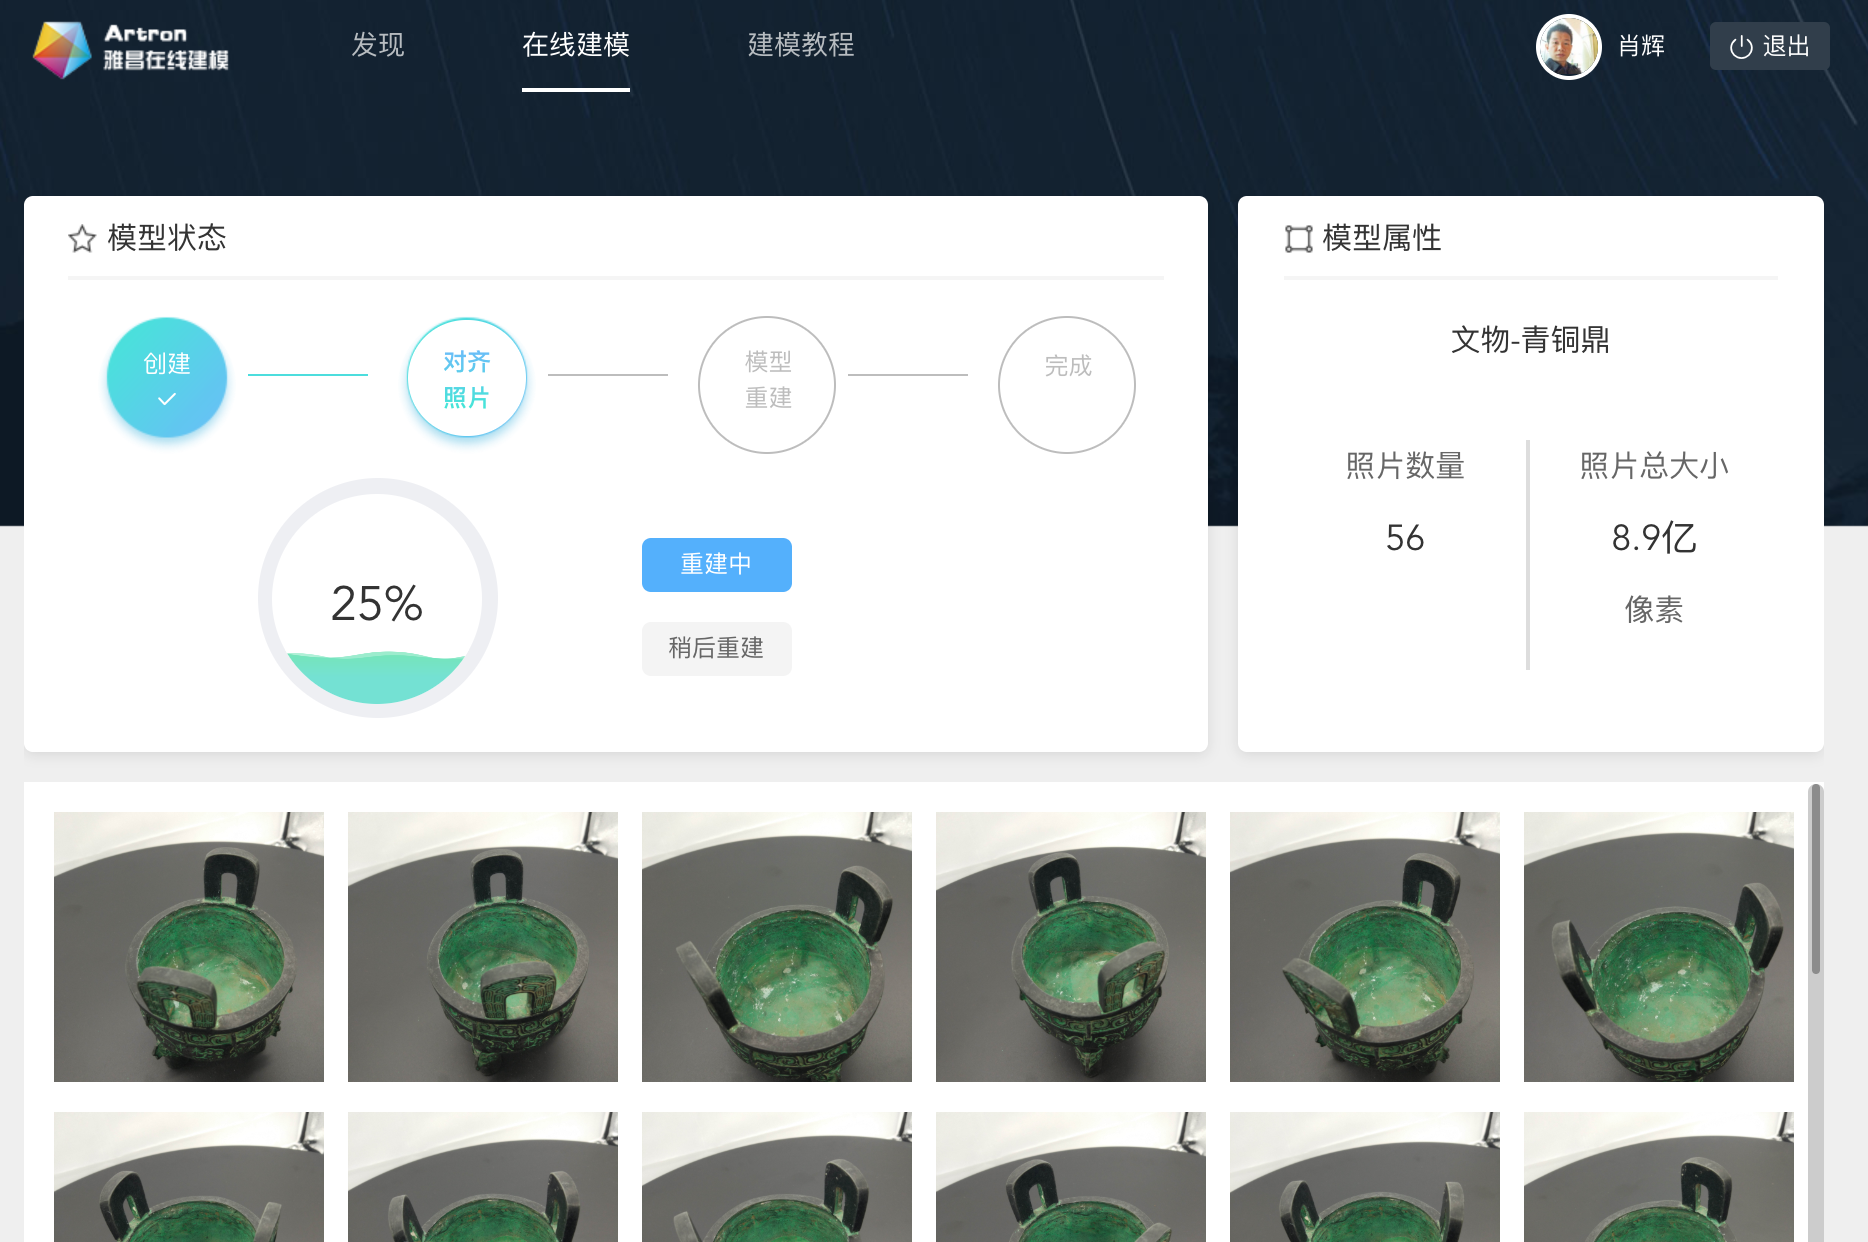 Artron
雅昌在线建模
发现
在线建模
建模教程
肖辉
退出
模型状态
创建
对齐
照片
模型
重建
完成
25%
重建中
稍后重建
模型属性
文物-青铜鼎
照片数量
56
照片总大小
8.9亿
像素